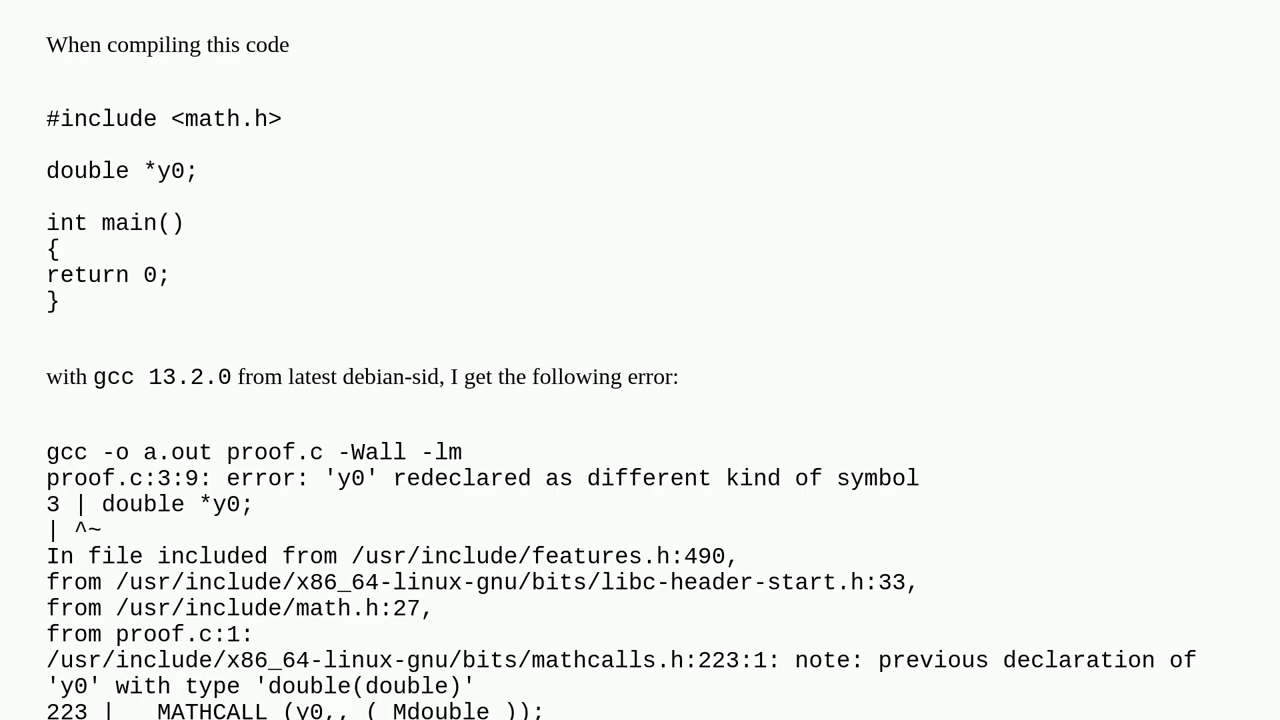 When compiling this code
#include <math.h>
double *y0;
int main()
{
return 0;
}
with gcc 13.2.0 from latest debian-sid, I get the following error:
gcc -o a.out proof.c -Wall -lm
proof.c:3:9: error: 'y0' redeclared as different kind of symbol
3 | double *y0;
| ^~
In file included from /usr/include/features.h:490,
from /usr/include/x86_64-linux-gnu/bits/libc-header-start.h:33,
from /usr/include/math.h:27,
from proof.c:1:
/usr/include/x86_64-linux-gnu/bits/mathcalls.h:223:1: note: previous declaration of
'y0' with type 'double(double)'
223 | __MATHCALL (y0,, (_Mdouble_));